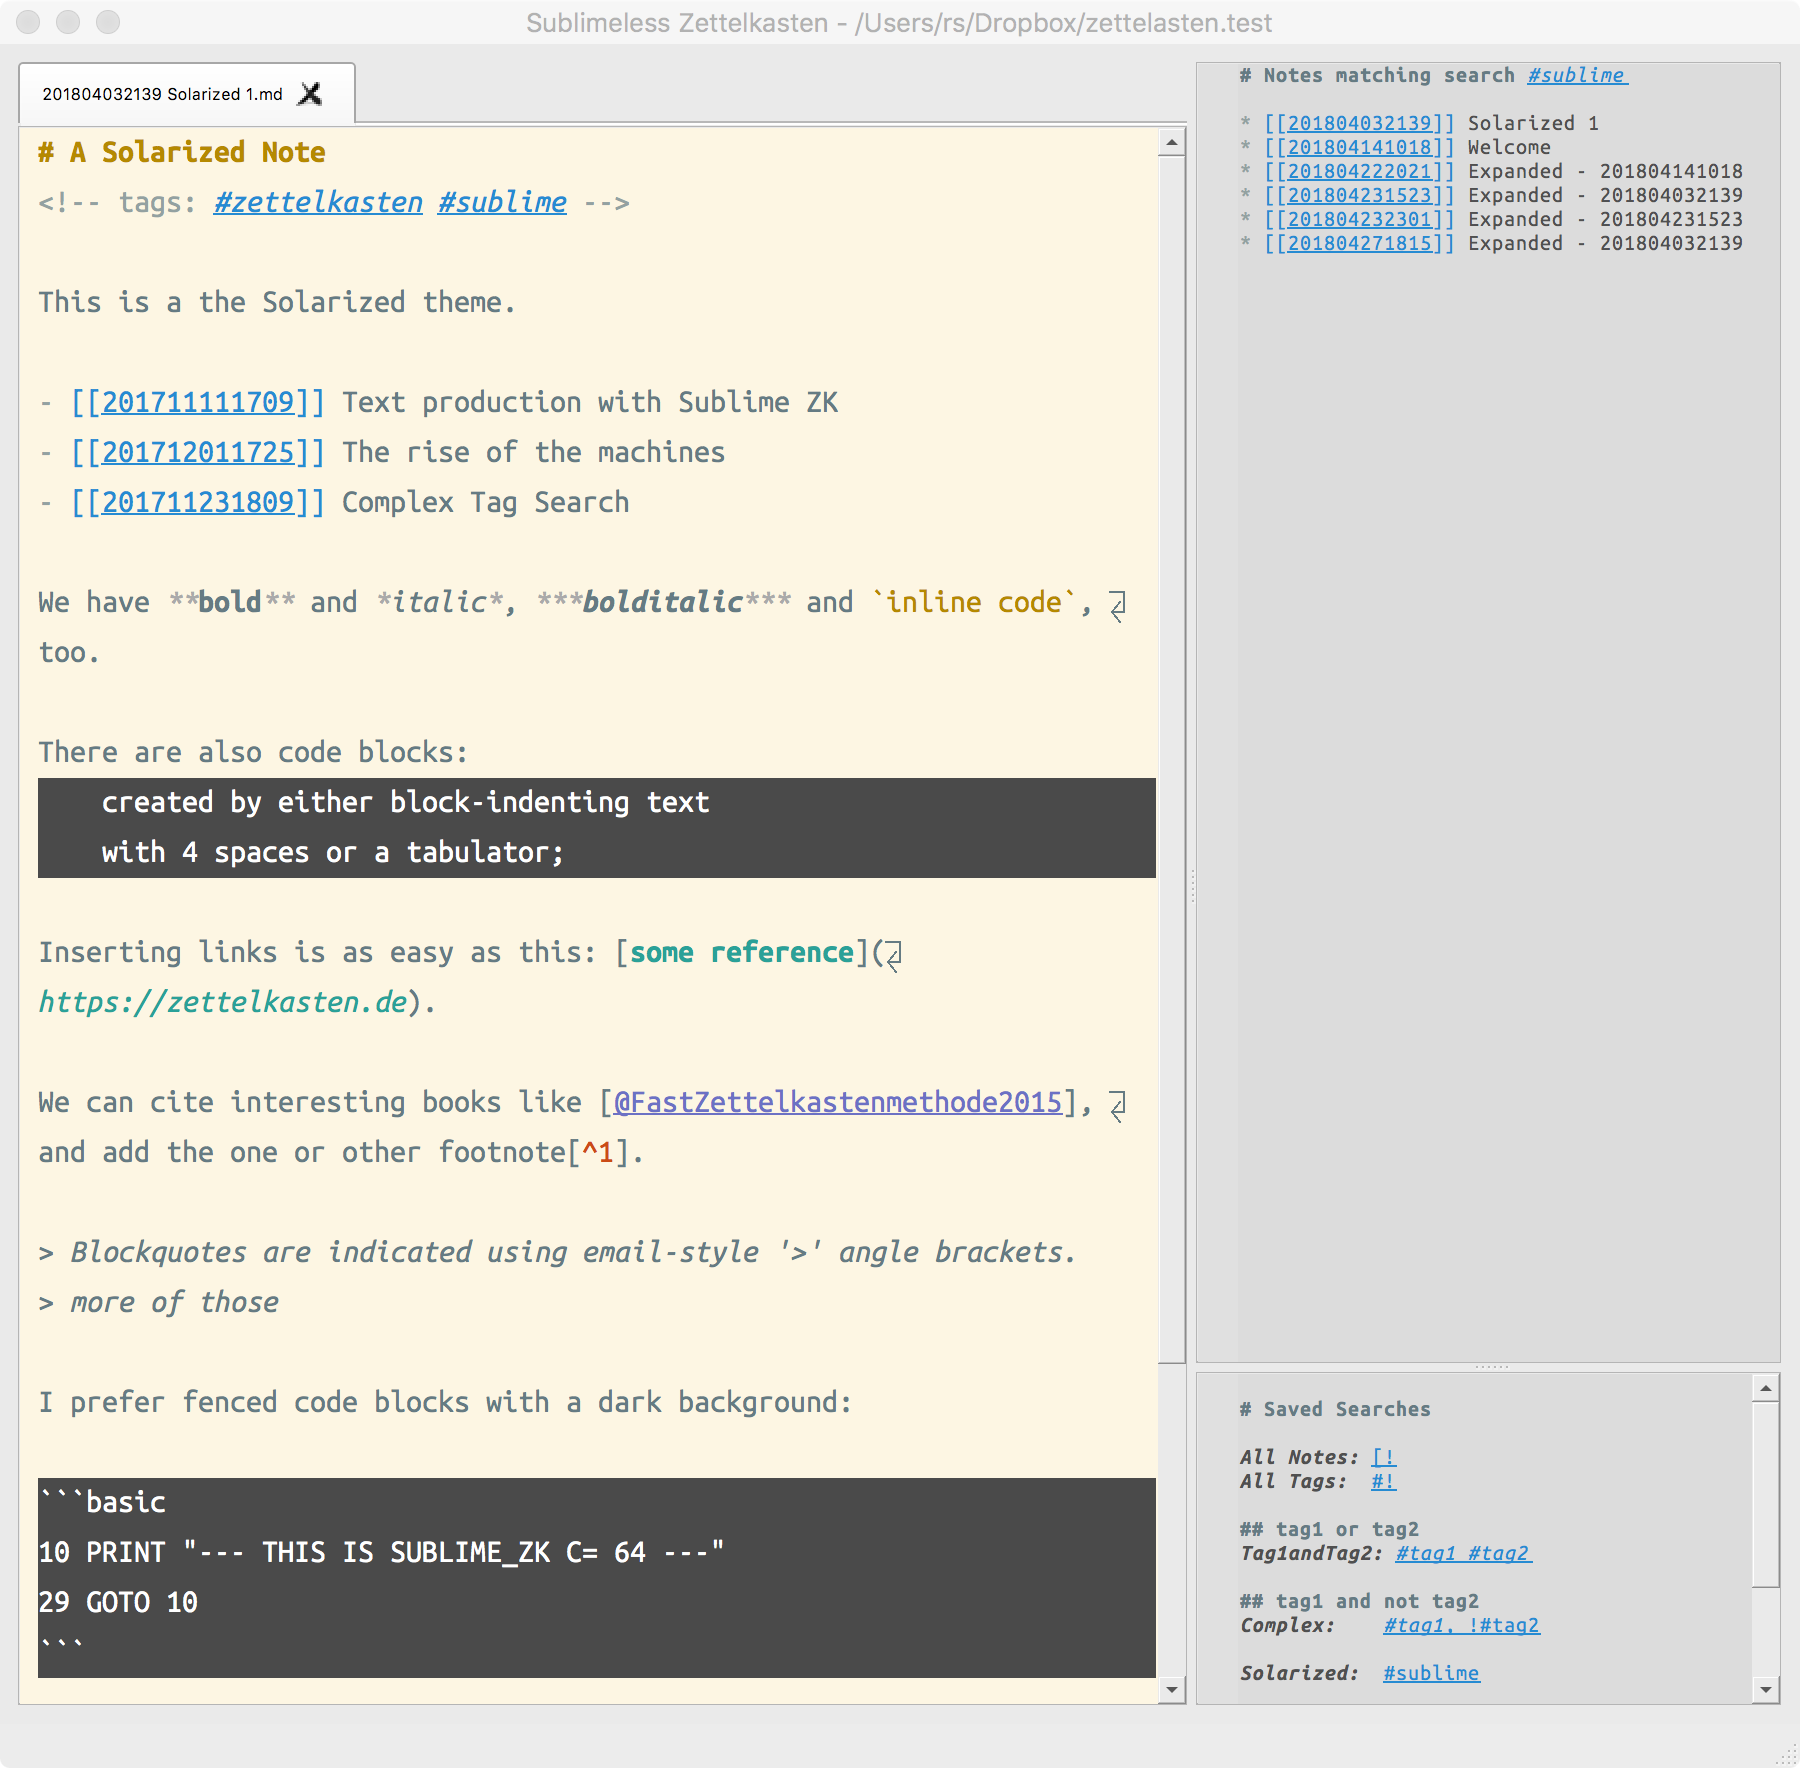 Sublimeless Zettelkasten - /Users/rs/Dropbox/zettelasten.test
201804032139 Solarized 1.md
# A Solarized Note
<!-- tags: #zettelkasten #sublime -->
This is a the Solarized theme.
- [[201711111709]] Text production with Sublime ZK
- [[201712011725]] The rise of the machines
- [[201711231809]] Complex Tag Search
We have **bold** and *italic*, ***bolditalic*** and `inline code`,
too.
There are also code blocks:
created by either block-indenting text
with 4 spaces or a tabulator;
Inserting links is as easy as this: [some reference](
https://zettelkasten.de).
We can cite interesting books like [@FastZettelkastenmethode2015],
and add the one or other footnote[^1].
> Blockquotes are indicated using email-style '>' angle brackets.
> more of those
I prefer fenced code blocks with a dark background:
```basic
10 PRINT "--- THIS IS SUBLIME_ZK C= 64 ---"
29 GOTO 10
```
# Notes matching search #sublime
* [[201804032139]] Solarized 1
* [[201804141018]] Welcome
* [[201804222021]] Expanded - 201804141018
* [[201804231523]] Expanded - 201804032139
* [[201804232301]] Expanded - 201804231523
* [[201804271815]] Expanded - 201804032139
# Saved Searches
All Notes: [!
All Tags: #!
## tag1 or tag2
Tag1andTag2: #tag1 #tag2
## tag1 and not tag2
Complex: #tag1, !#tag2
Solarized: #sublime